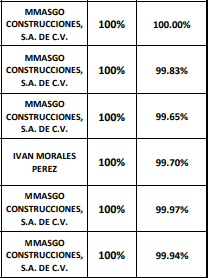 MMASGO
CONSTRUCCIONES,
S.A. DE C.V.
100%
100.00%
MMASGO
CONSTRUCCIONES,
S.A. DE C.V.
100%
99.83%
MMASGO
CONSTRUCCIONES,
S.A. DE C.V.
100%
99.65%
IVAN MORALES
PEREZ
100%
99.70%
MMASGO
CONSTRUCCIONES,
S.A. DE C.V.
100%
99.97%
MMASGO
CONSTRUCCIONES,
S.A. DE C.V.
100%
99.94%